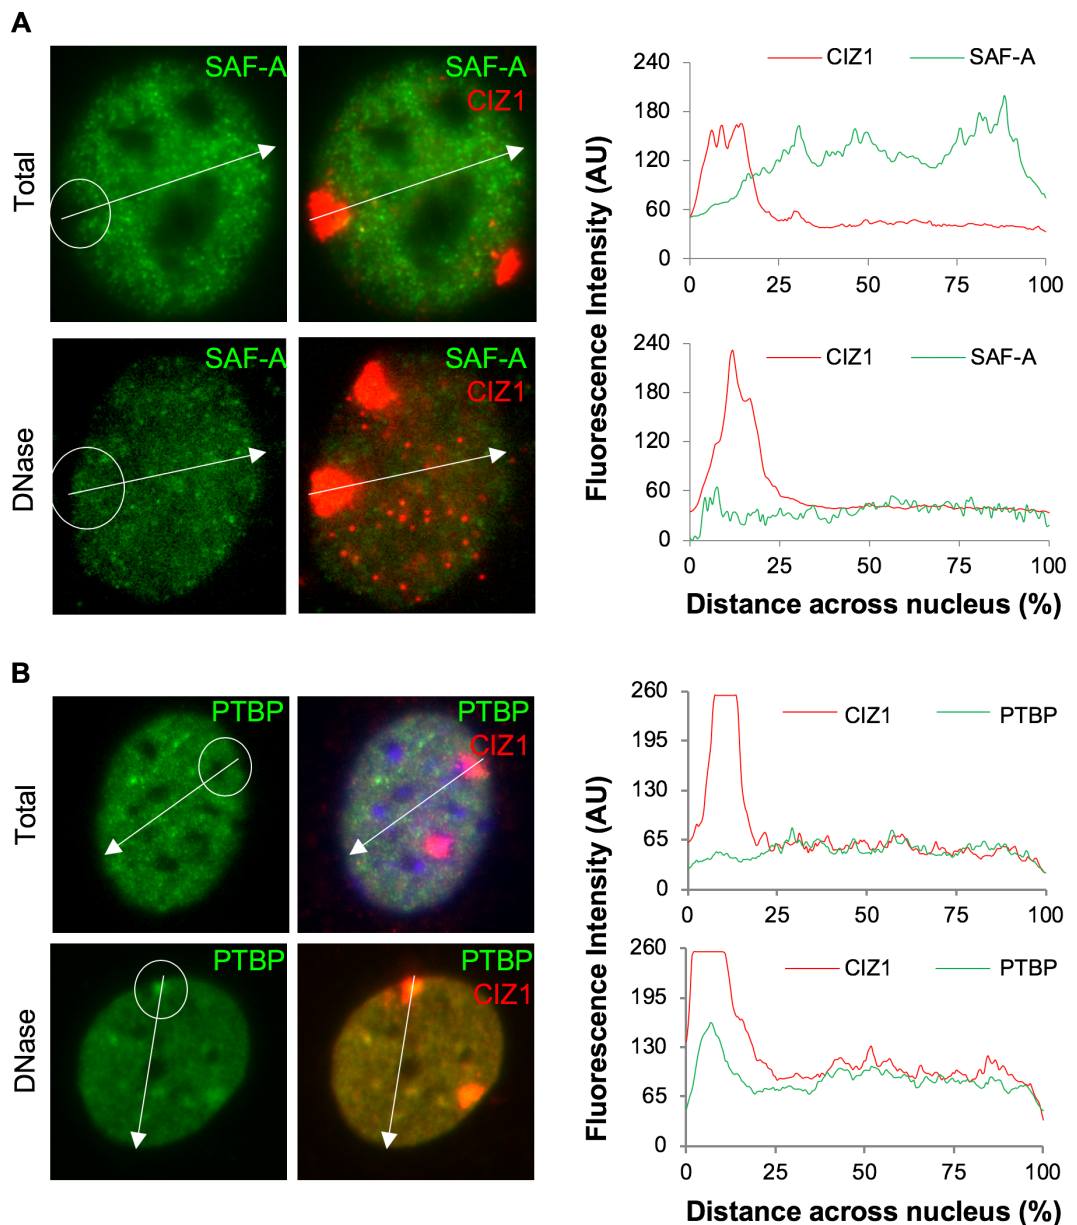 A
Total
SAF-A
SAF-A
CIZ1
Fluorescence Intensity (AU)
CIZ1
SAF-A
240
180
120
60
0
0
25
50
75
100
DNase
SAF-A
SAF-A
CIZ1
CIZ1
SAF-A
240
180
120
60
0
0
25
50
75
100
Distance across nucleus (%)
B
Total
PTBP
PTBP
CIZ1
Fluorescence Intensity (AU)
CIZ1
PTBP
260
195
130
65
0
0
25
50
75
100
DNase
PTBP
PTBP
CIZ1
CIZ1
PTBP
260
195
130
65
0
0
25
50
75
100
Distance across nucleus (%)